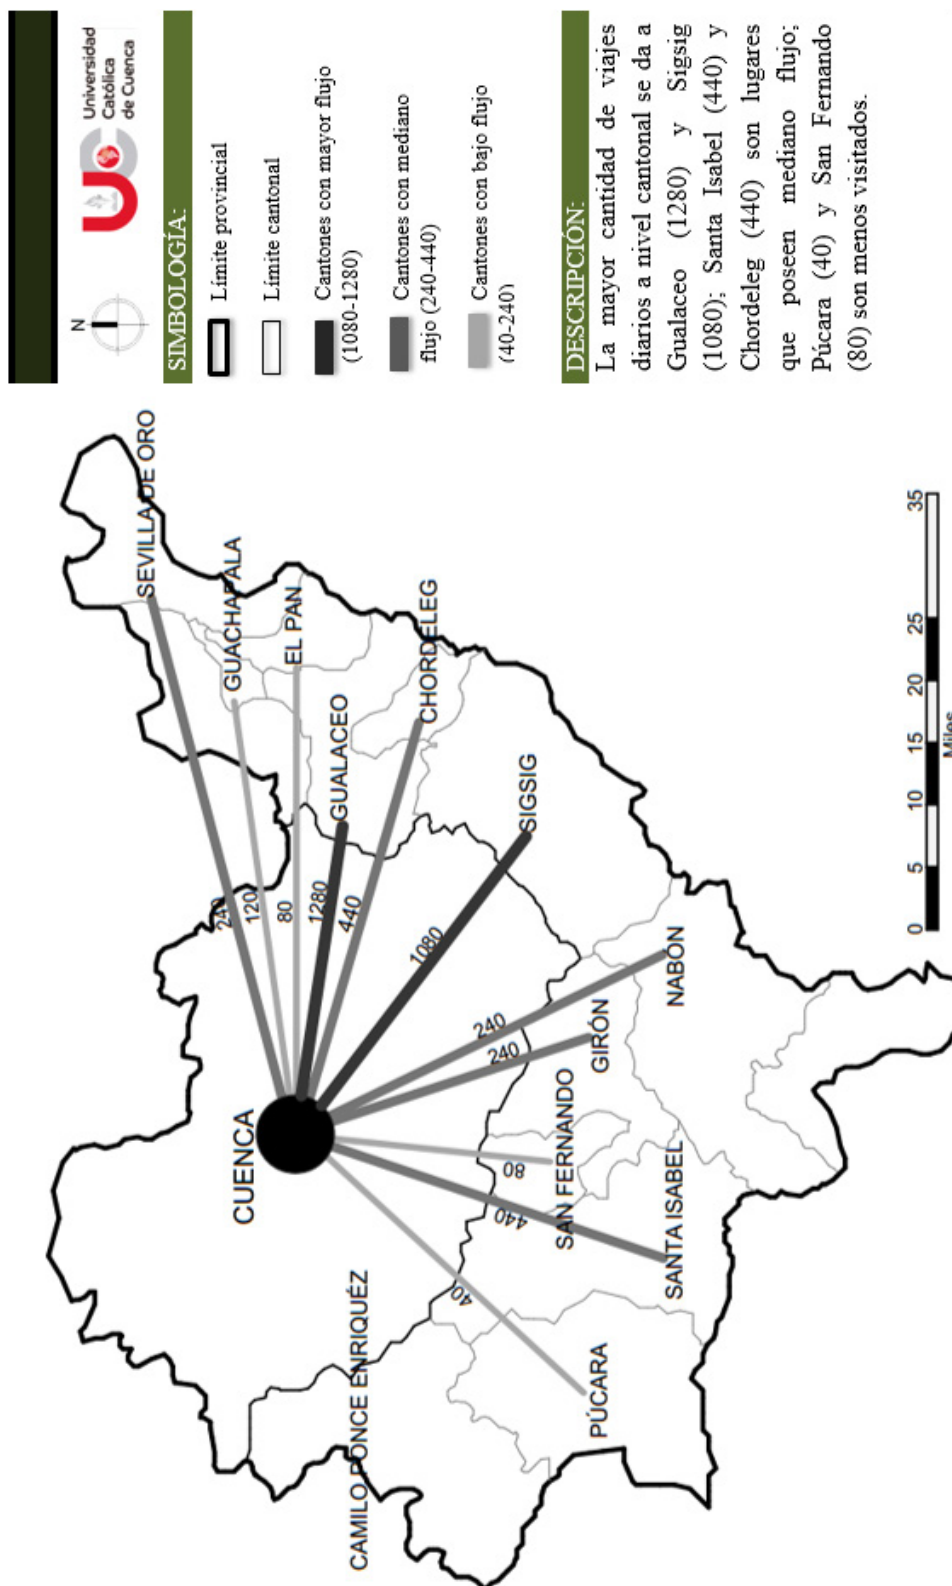 Universidad
Católica
de Cuenca
N
SIMBOLOGÍA:
Límite provincial
Límite cantonal
Cantones con mayor flujo
(1080-1280)
Cantones con mediano
flujo (240-440)
Cantones con bajo flujo
(40-240)
DESCRIPCIÓN:
La mayor cantidad de viajes
diarios a nivel cantonal se da a
Gualaceo (1280) y Sigsig
(1080); Santa Isabel (440) y
Chordeleg (440) son lugares
que poseen mediano flujo;
Púcara (40) y San Fernando
(80) son menos visitados.
SEVILLA DE ORO
GUACHAPALA
EL PAN
GUALACEO
CHORDELEG
SIGSIG
NABÓN
GIRÓN
SAN FERNANDO
SANTA ISABEL
PÚCARA
CAMILO PONCE ENRIQUÉZ
CUENCA
240
120
80
1280
440
1080
240
240
80
440
40
0 5 10 15 20 25 35
Miles